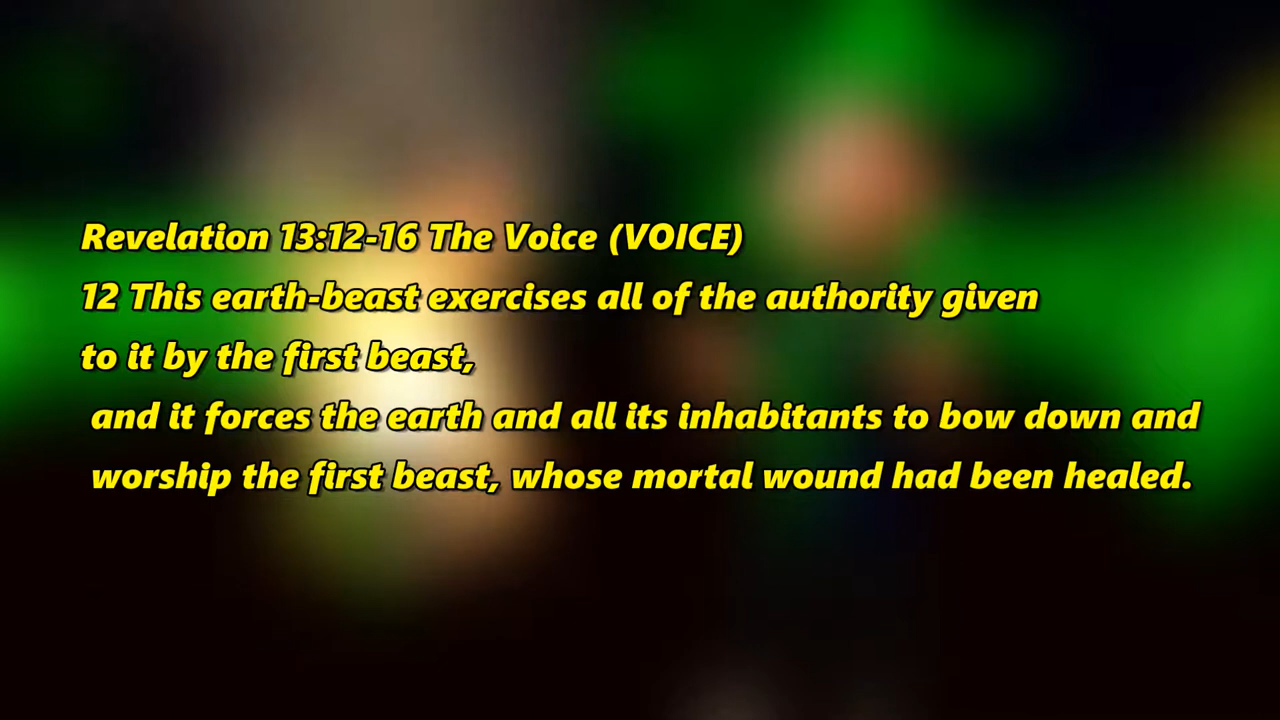 Revelation 13:12-16 The Voice (VOICE)
12 This earth-beast exercises all of the authority given
to it by the first beast,
and it forces the earth and all its inhabitants to bow down and
worship the first beast, whose mortal wound had been healed.